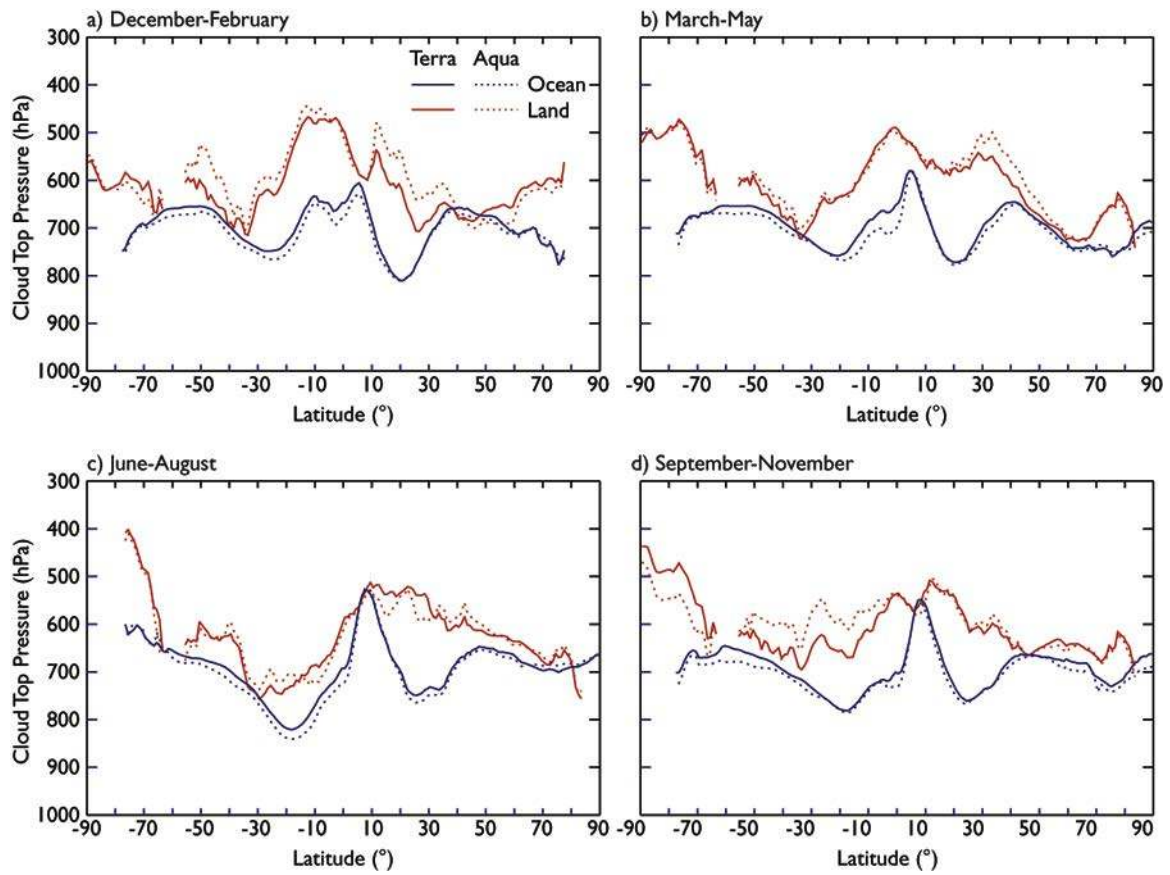 a) December-February
b) March-May
300
400
500
600
700
800
900
1000
Cloud Top Pressure (hPa)
Terra Aqua
Ocean
Land
-90 -70 -50 -30 -10 10 30 50 70 90
Latitude (°)
-90 -70 -50 -30 -10 10 30 50 70 90
Latitude (°)
c) June-August
d) September-November
300
400
500
600
700
800
900
1000
Cloud Top Pressure (hPa)
-90 -70 -50 -30 -10 10 30 50 70 90
Latitude (°)
-90 -70 -50 -30 -10 10 30 50 70 90
Latitude (°)